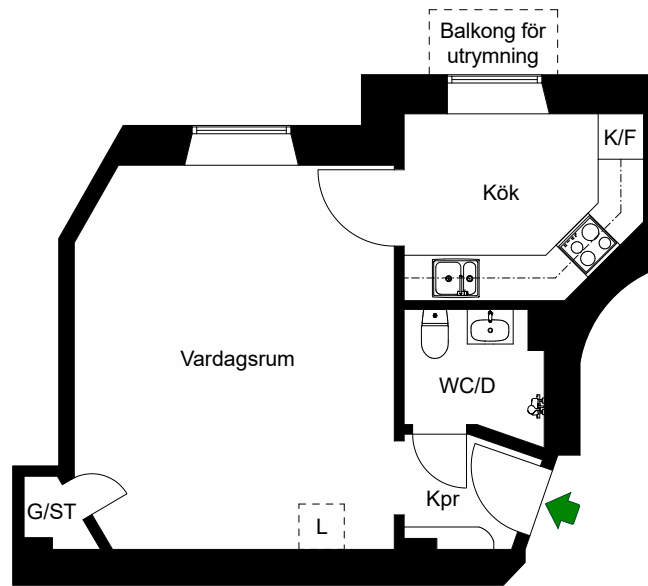 Balkong för
utrymning
K/F
Kök
Vardagsrum
WC/D
Kpr
G/ST
L